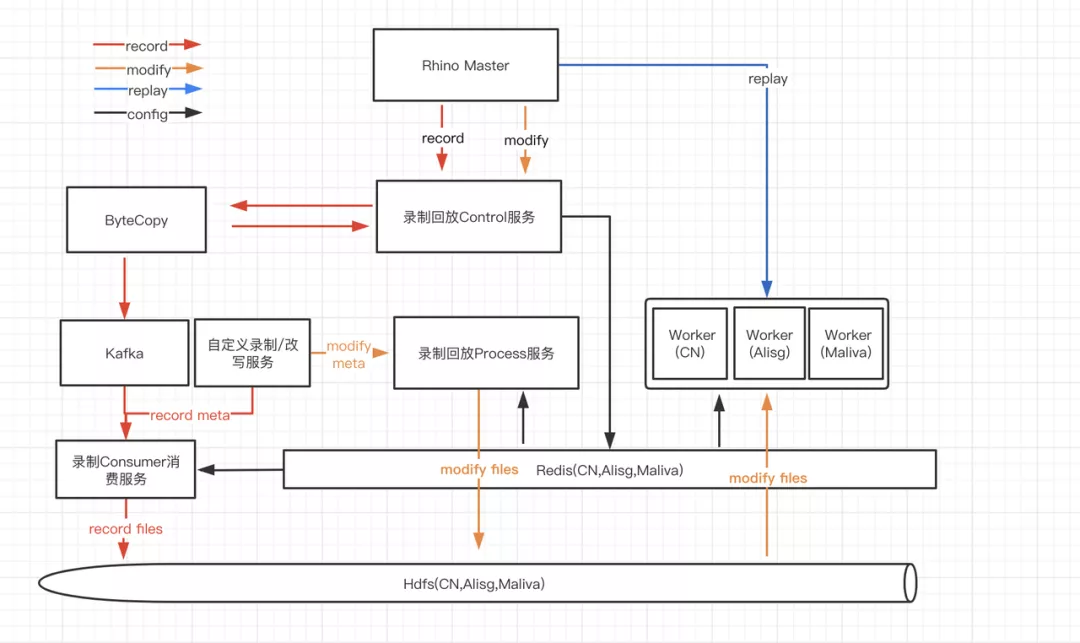 record
modify
replay
config
Rhino Master
replay
record
modify
ByteCopy
录制回放Control服务
Kafka
自定义录制/改
写服务
modify
meta
录制回放Process服务
Worker
(CN)
Worker
(Alisg)
Worker
(Maliva)
record meta
录制Consumer消
费服务
modify files
Redis(CN,Alisg,Maliva)
modify files
record files
Hdfs(CN,Alisg,Maliva)